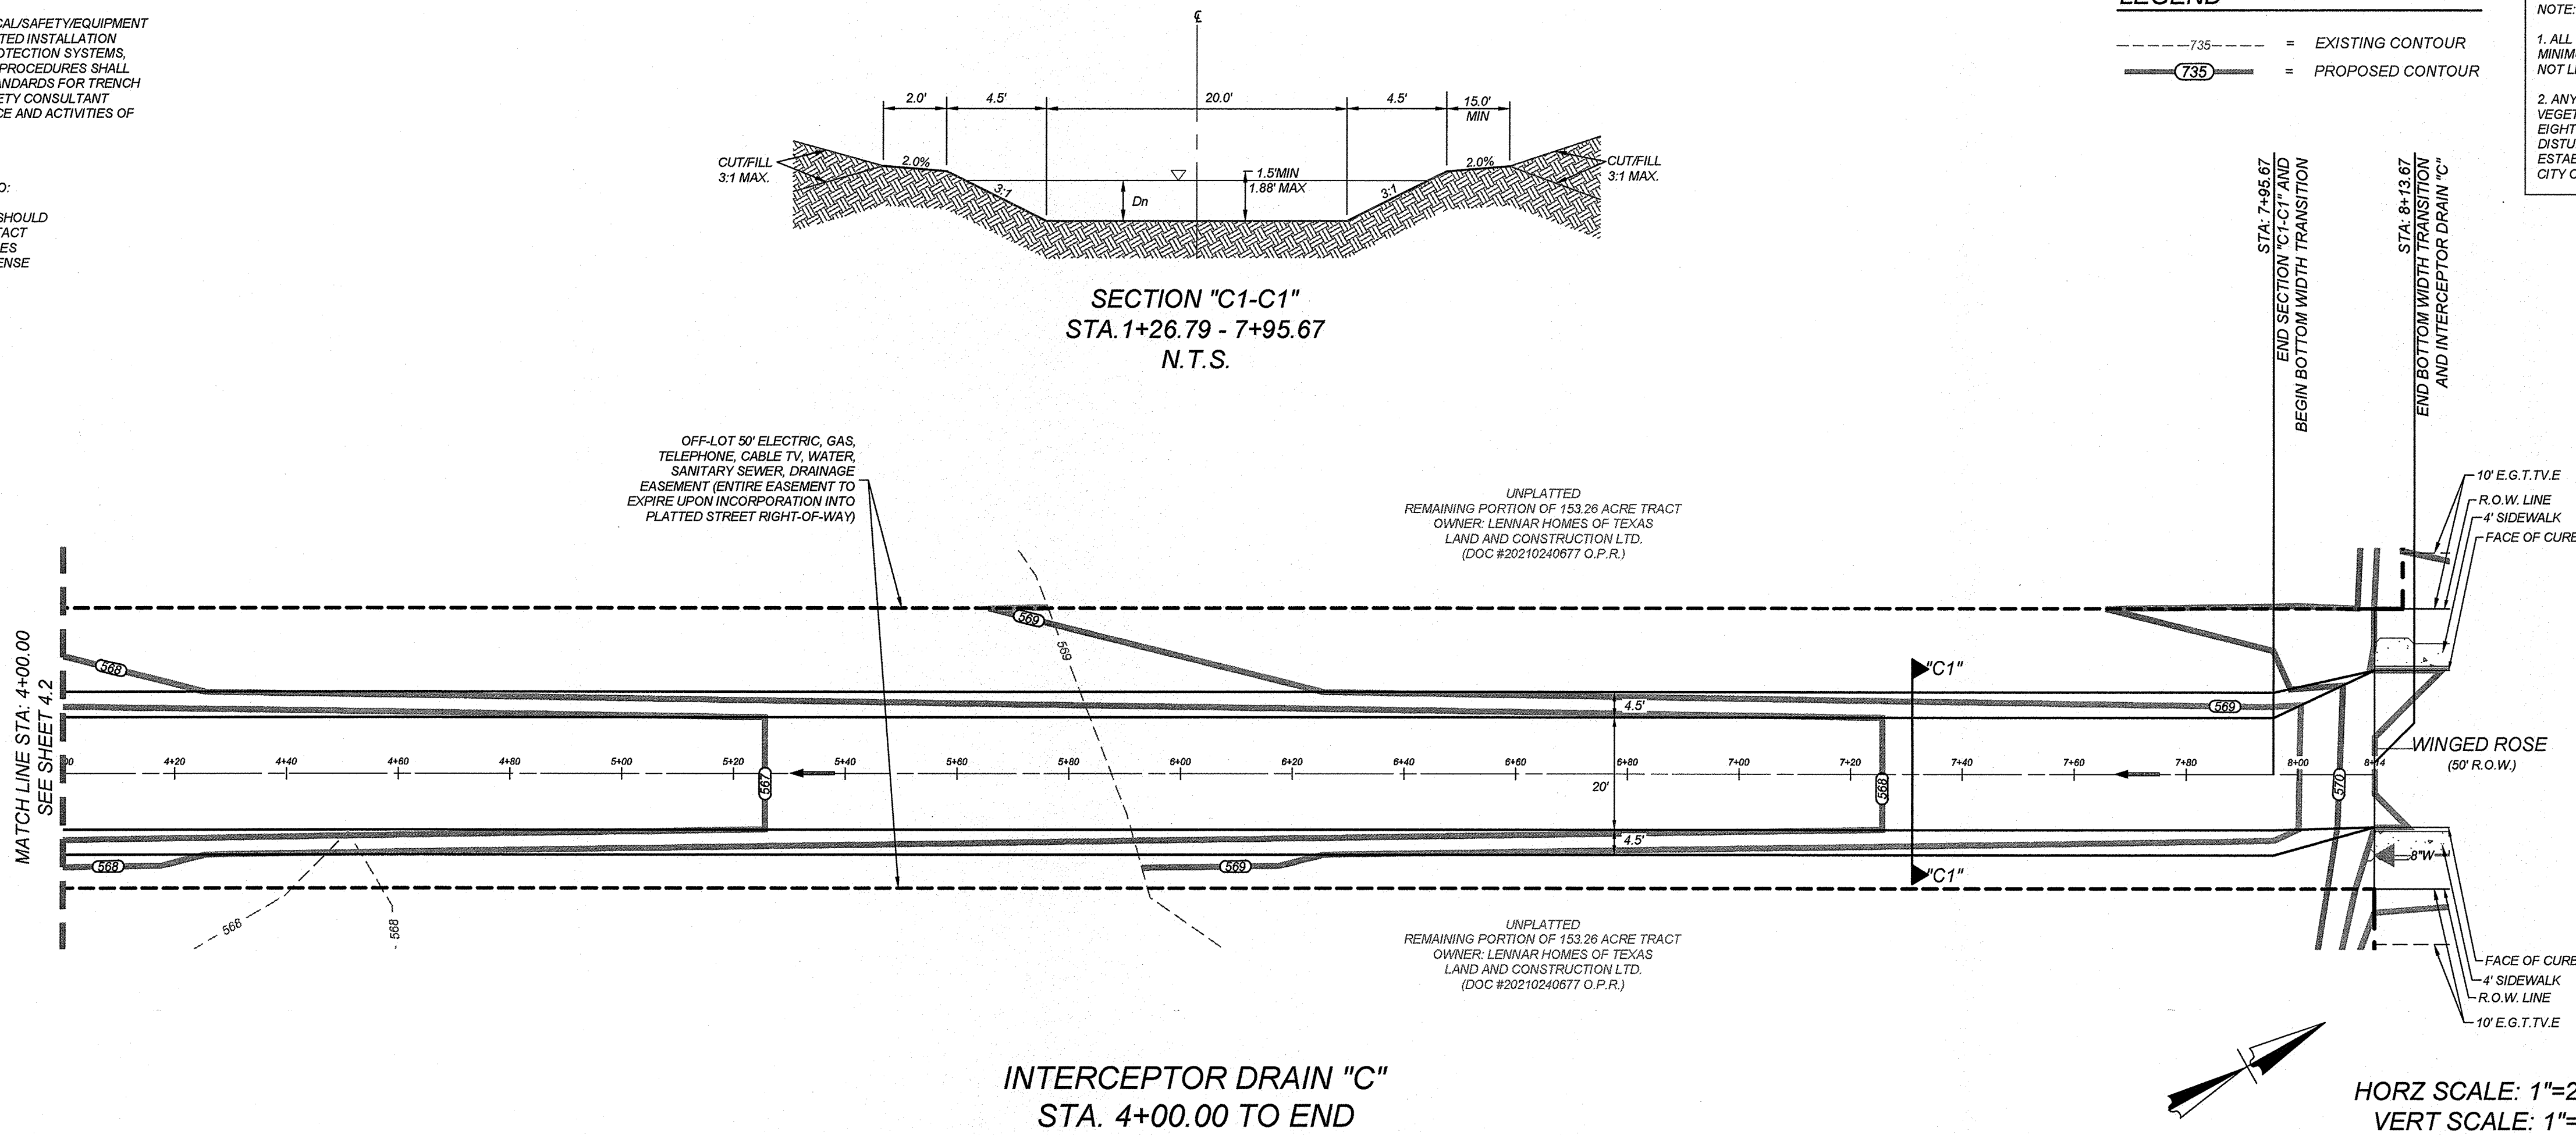 CAL/SAFETY/EQUIPMENT
TED INSTALLATION
OTECTION SYSTEMS,
PROCEDURES SHALL
ANDARDS FOR TRENCH
ETY CONSULTANT
CE AND ACTIVITIES OF
O:
SHOULD
TACT
ES
ENSE
℄
2.0'
4.5'
20.0'
4.5'
15.0'
MIN
CUT/FILL
3:1 MAX.
2.0%
3:1
Dn
1.5'MIN
1.88' MAX
3:1
2.0%
CUT/FILL
3:1 MAX.
SECTION "C1-C1"
STA.1+26.79 - 7+95.67
N.T.S.
LEGEND
735 = EXISTING CONTOUR
735 = PROPOSED CONTOUR
NOTE:
1. ALL
MINIM
NOT L
2. ANY
VEGET
EIGHT
DISTU
ESTAB
CITY O
STA: 7+95.67
END SECTION "C1-C1" AND
BEGIN BOTTOM WIDTH TRANSITION
STA: 8+13.67
END BOTTOM WIDTH TRANSITION
AND INTERCEPTOR DRAIN "C"
OFF-LOT 50' ELECTRIC, GAS,
TELEPHONE, CABLE TV, WATER,
SANITARY SEWER, DRAINAGE
EASEMENT (ENTIRE EASEMENT TO
EXPIRE UPON INCORPORATION INTO
PLATTED STREET RIGHT-OF-WAY)
UNPLATTED
REMAINING PORTION OF 153.26 ACRE TRACT
OWNER: LENNAR HOMES OF TEXAS
LAND AND CONSTRUCTION LTD.
(DOC #20210240677 O.P.R.)
10' E.G.T.TV.E
R.O.W. LINE
4' SIDEWALK
FACE OF CURB
MATCH LINE STA: 4+00.00
SEE SHEET 4.2
568
569
569
"C1"
4.5'
569
00 4+20 4+40 4+60 4+80 5+00 5+20 5+40 5+60 5+80 6+00 6+20 6+40 6+60 6+80 7+00 7+20 7+40 7+60 7+80 8+00 8+14
567
20'
568
570
WINGED ROSE
(50' R.O.W.)
4.5'
568
569
"C1"
8"W
568
568
UNPLATTED
REMAINING PORTION OF 153.26 ACRE TRACT
OWNER: LENNAR HOMES OF TEXAS
LAND AND CONSTRUCTION LTD.
(DOC #20210240677 O.P.R.)
FACE OF CURB
4' SIDEWALK
R.O.W. LINE
10' E.G.T.TV.E
INTERCEPTOR DRAIN "C"
STA. 4+00.00 TO END
HORZ SCALE: 1"=2
VERT SCALE: 1"=